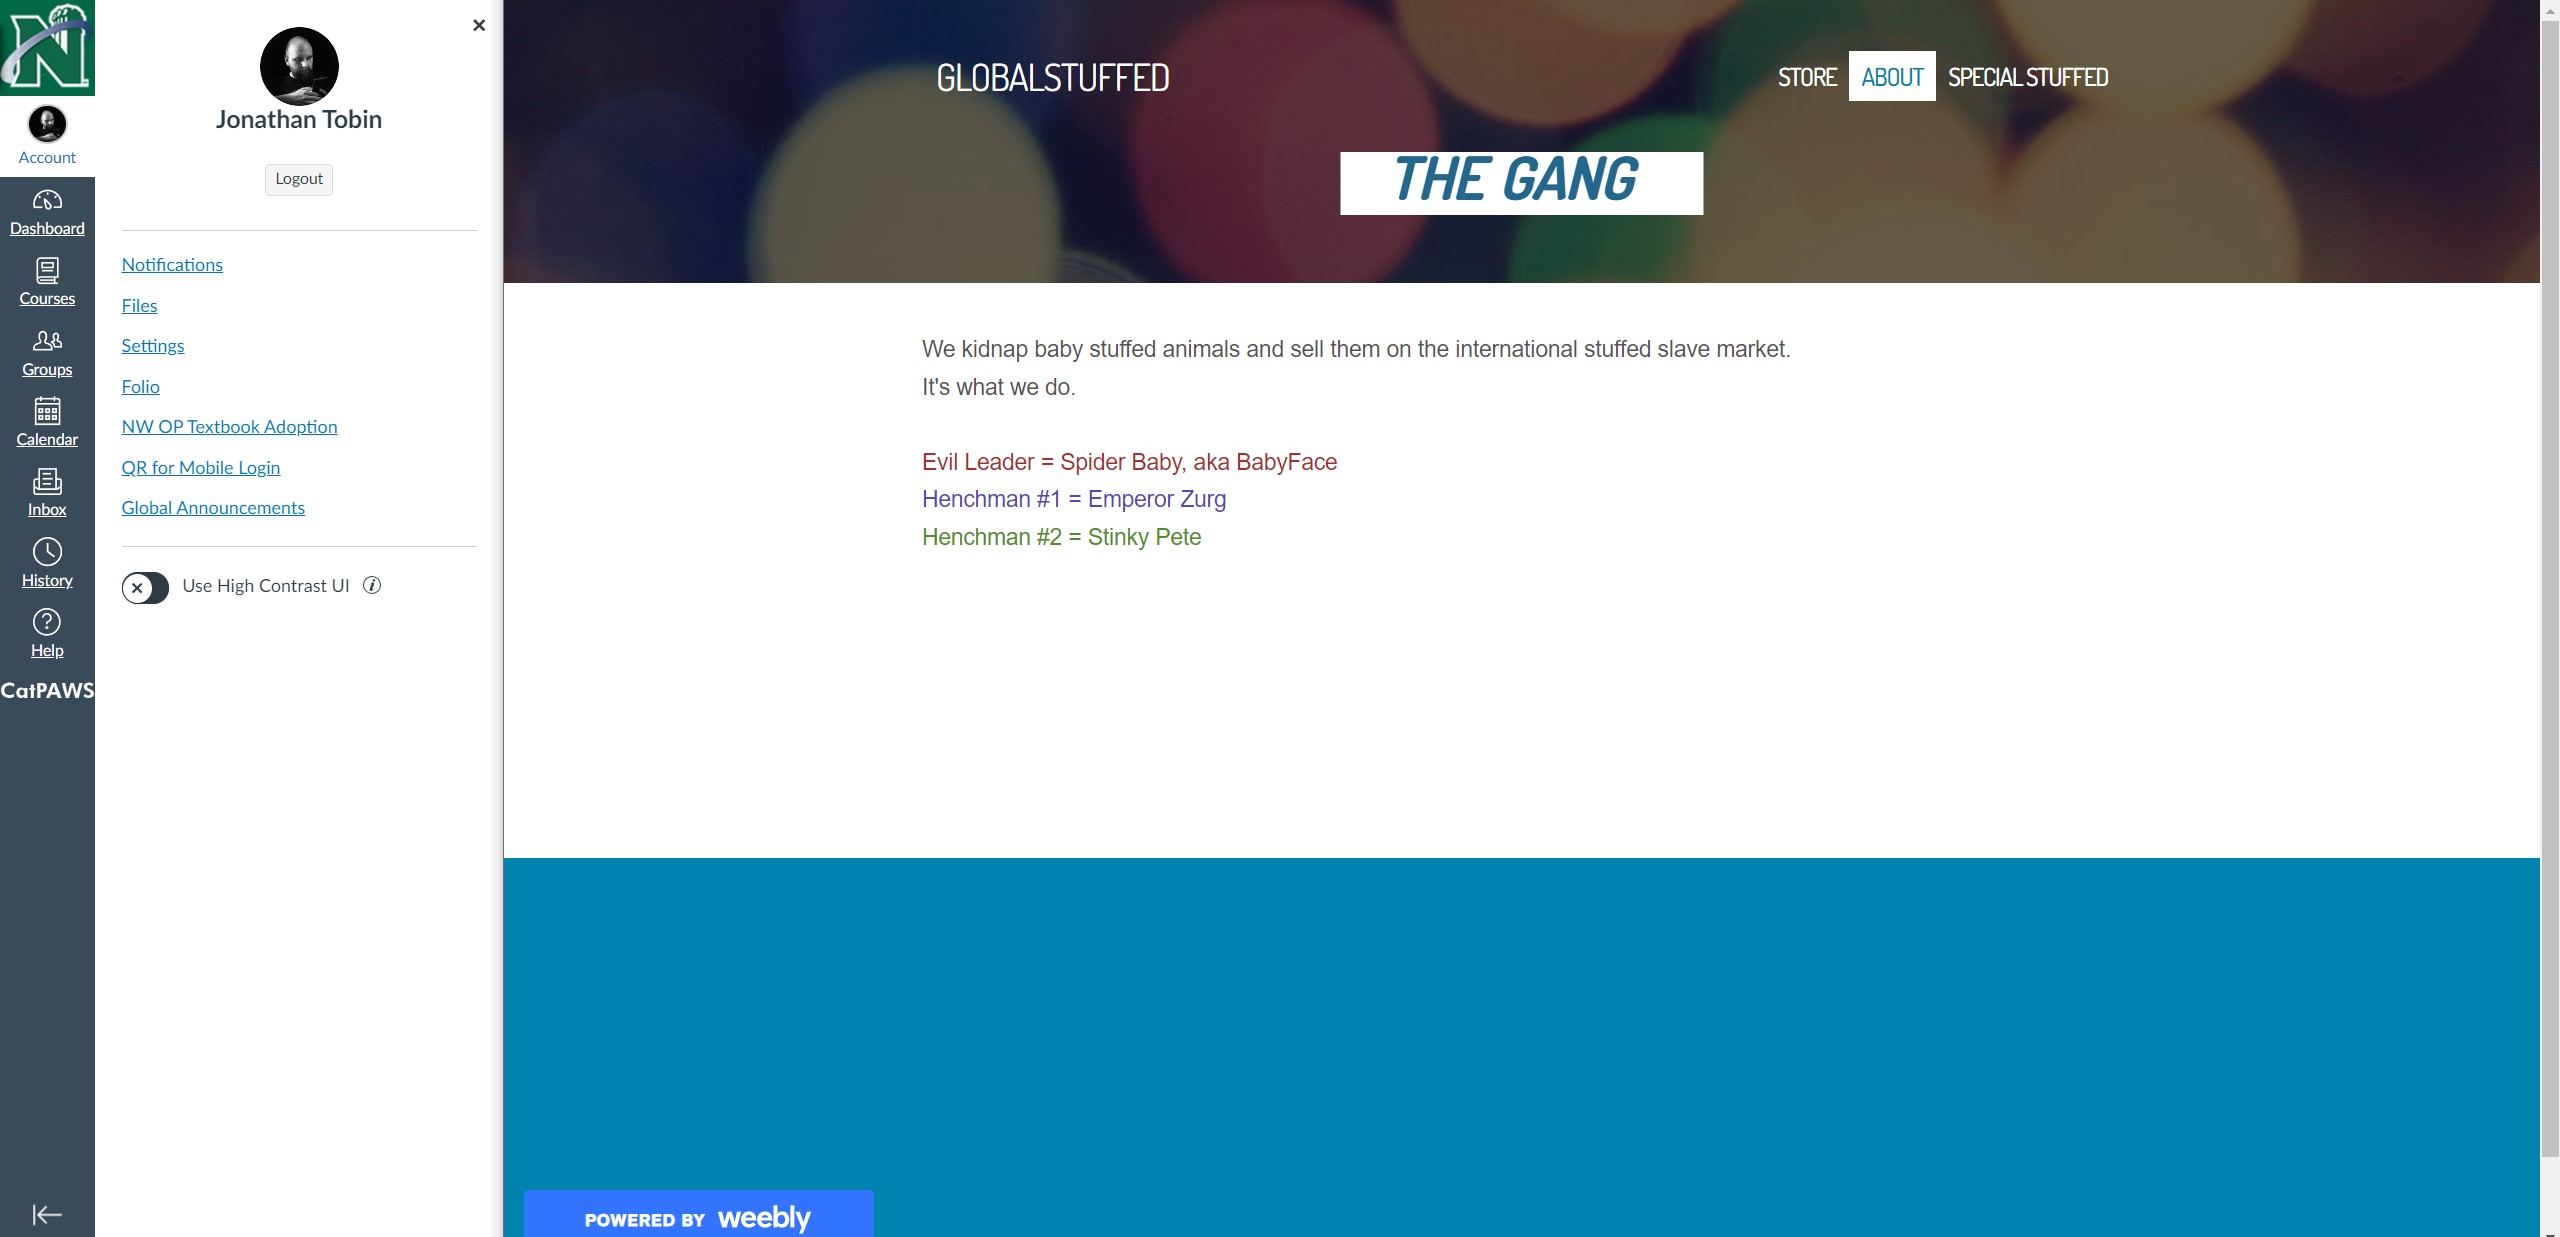 N
Account
Dashboard
Courses
Groups
Calendar
Inbox
History
Help
CatPAWS
Jonathan Tobin
Logout
Notifications
Files
Settings
Folio
NW OP Textbook Adoption
QR for Mobile Login
Global Announcements
Use High Contrast UI
GLOBALSTUFFED
STORE ABOUT SPECIAL STUFFED
THE GANG
We kidnap baby stuffed animals and sell them on the international stuffed slave market.
It's what we do.
Evil Leader = Spider Baby, aka BabyFace
Henchman #1 = Emperor Zurg
Henchman #2 = Stinky Pete
POWERED BY weebly